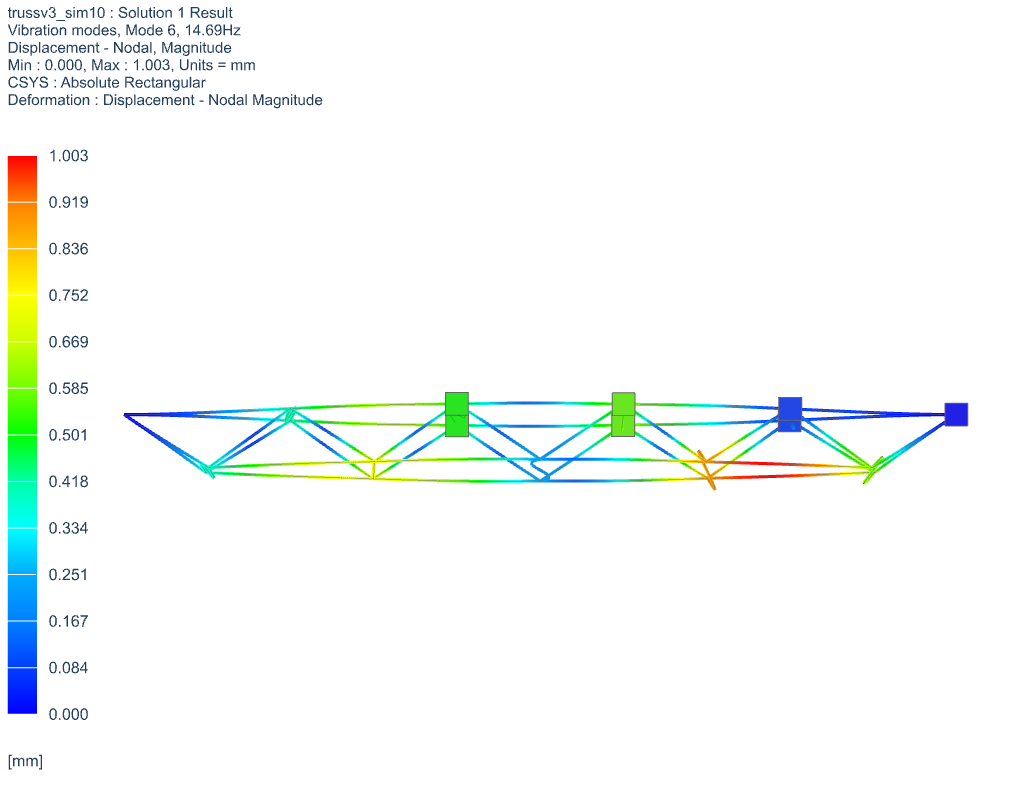 trussv3_sim10 : Solution 1 Result
Vibration modes, Mode 6, 14.69Hz
Displacement - Nodal, Magnitude
Min : 0.000, Max : 1.003, Units = mm
CSYS : Absolute Rectangular
Deformation : Displacement - Nodal Magnitude
1.003
0.919
0.836
0.752
0.669
0.585
0.501
0.418
0.334
0.251
0.167
0.084
0.000
[mm]